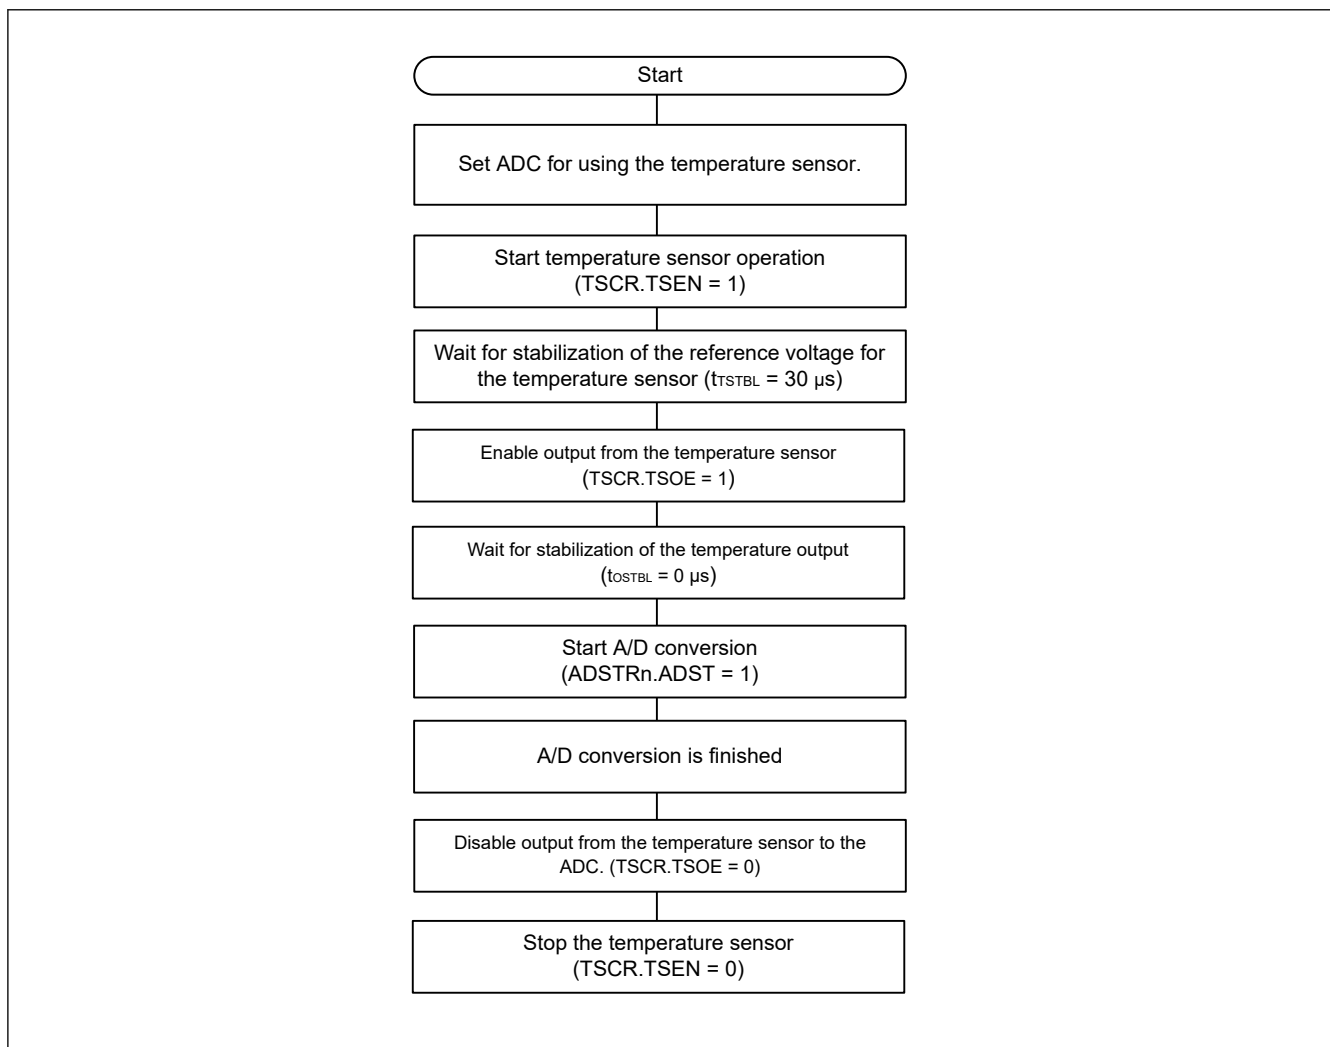 Start
Set ADC for using the temperature sensor.
Start temperature sensor operation
(TSCR.TSEN = 1)
Wait for stabilization of the reference voltage for
the temperature sensor (tTSTBL = 30 µs)
Enable output from the temperature sensor
(TSCR.TSOE = 1)
Wait for stabilization of the temperature output
(tOSTBL = 0 µs)
Start A/D conversion
(ADSTRn.ADST = 1)
A/D conversion is finished
Disable output from the temperature sensor to the
ADC. (TSCR.TSOE = 0)
Stop the temperature sensor
(TSCR.TSEN = 0)